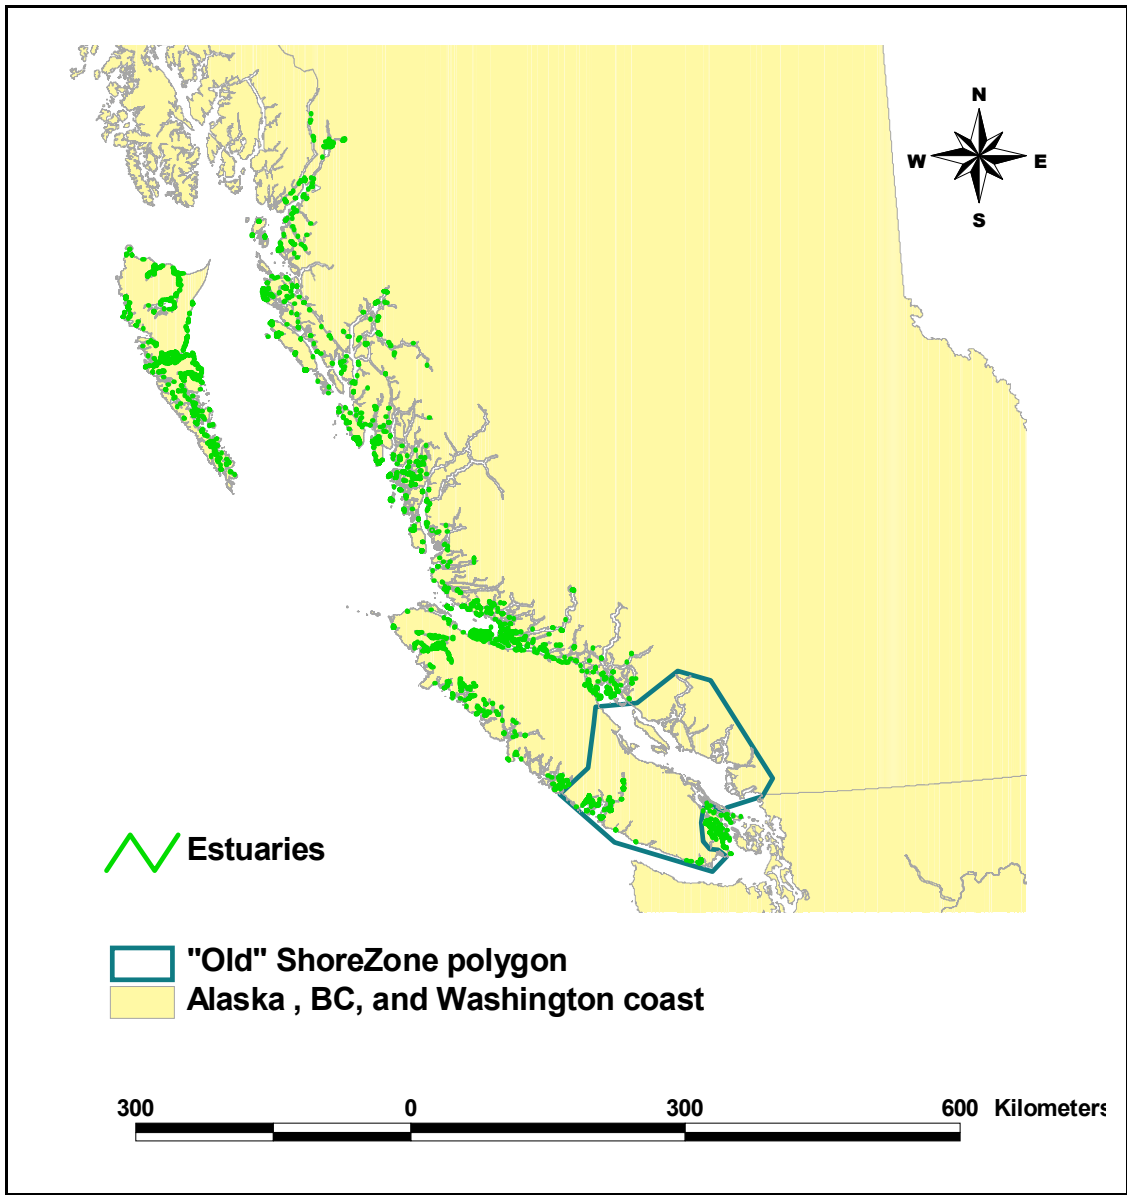 N
W E
S
Estuaries
"Old" ShoreZone polygon
Alaska , BC, and Washington coast
300 0 300 600 Kilometers